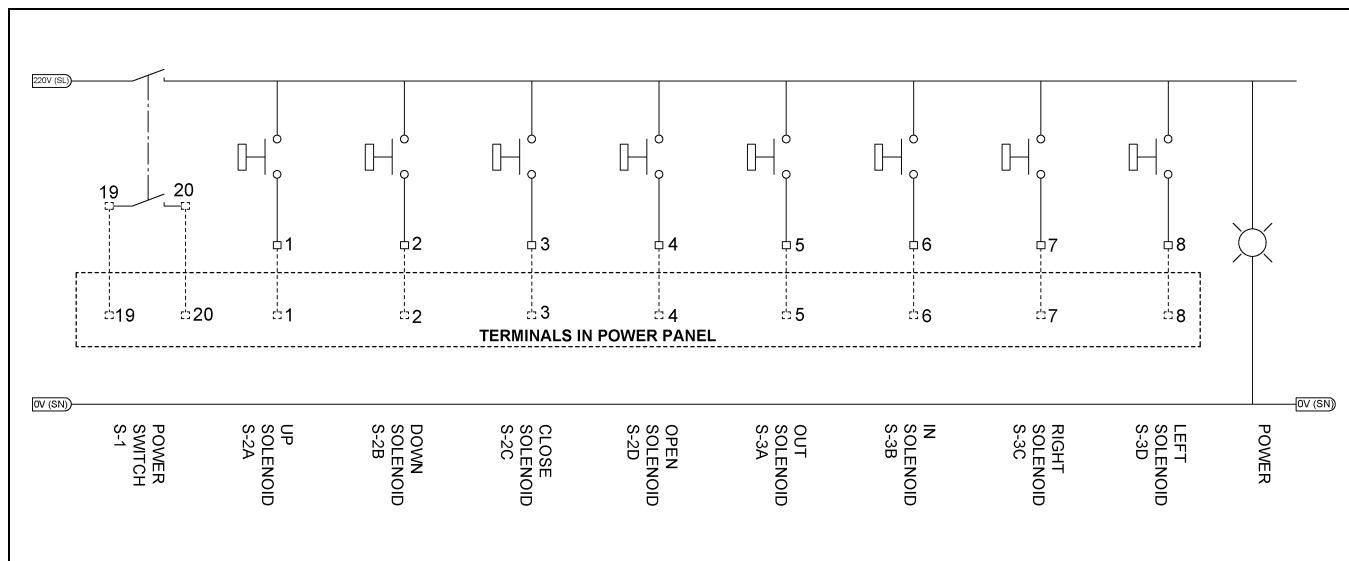 220V (SL)
19 20
1 2 3 4 5 6 7 8
19 20 1 2 3 4 5 6 7 8
TERMINALS IN POWER PANEL
0V (SN) 0V (SN)
POWER
SWITCH
S-1
UP
SOLENOID
S-2A
DOWN
SOLENOID
S-2B
CLOSE
SOLENOID
S-2C
OPEN
SOLENOID
S-2D
OUT
SOLENOID
S-3A
IN
SOLENOID
S-3B
RIGHT
SOLENOID
S-3C
LEFT
SOLENOID
S-3D
POWER